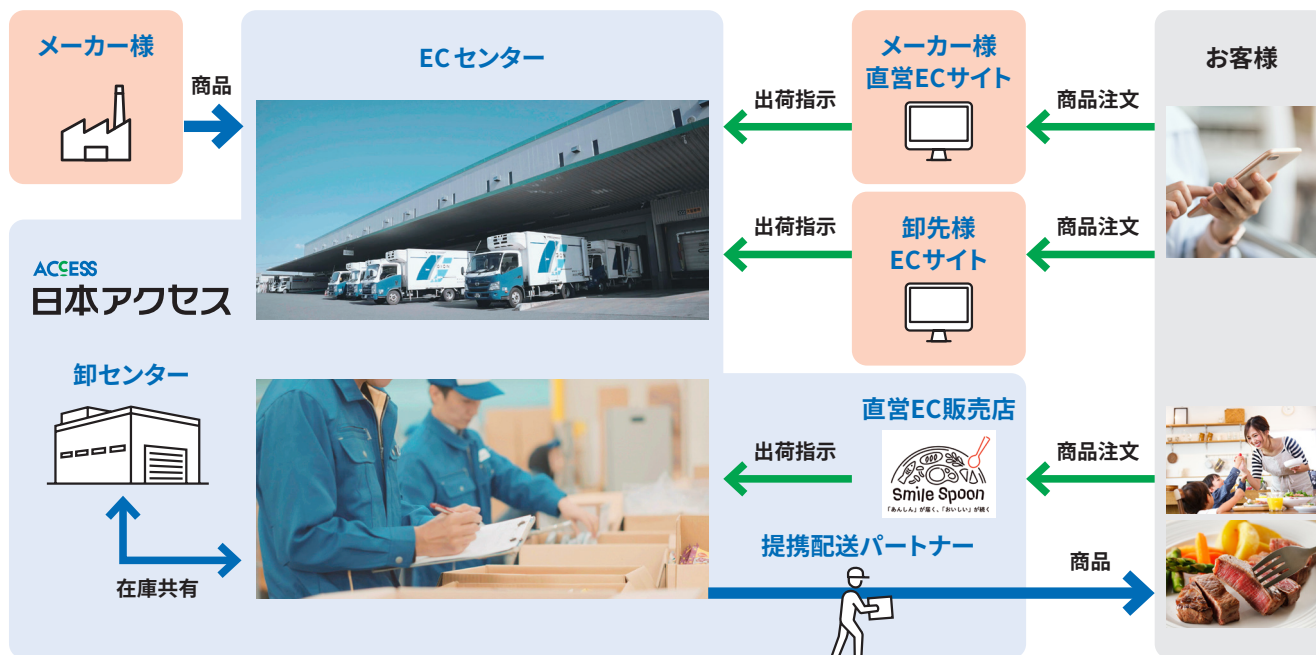 メーカー様
商品
ECセンター
出荷指示
メーカー様
直営ECサイト
商品注文
お客様
出荷指示
卸先様
ECサイト
商品注文
ACCESS
日本アクセス
卸センター
在庫共有
出荷指示
直営EC販売店
Smile Spoon
「あんしん」が届く、「おいしい」が続く
商品注文
提携配送パートナー
商品